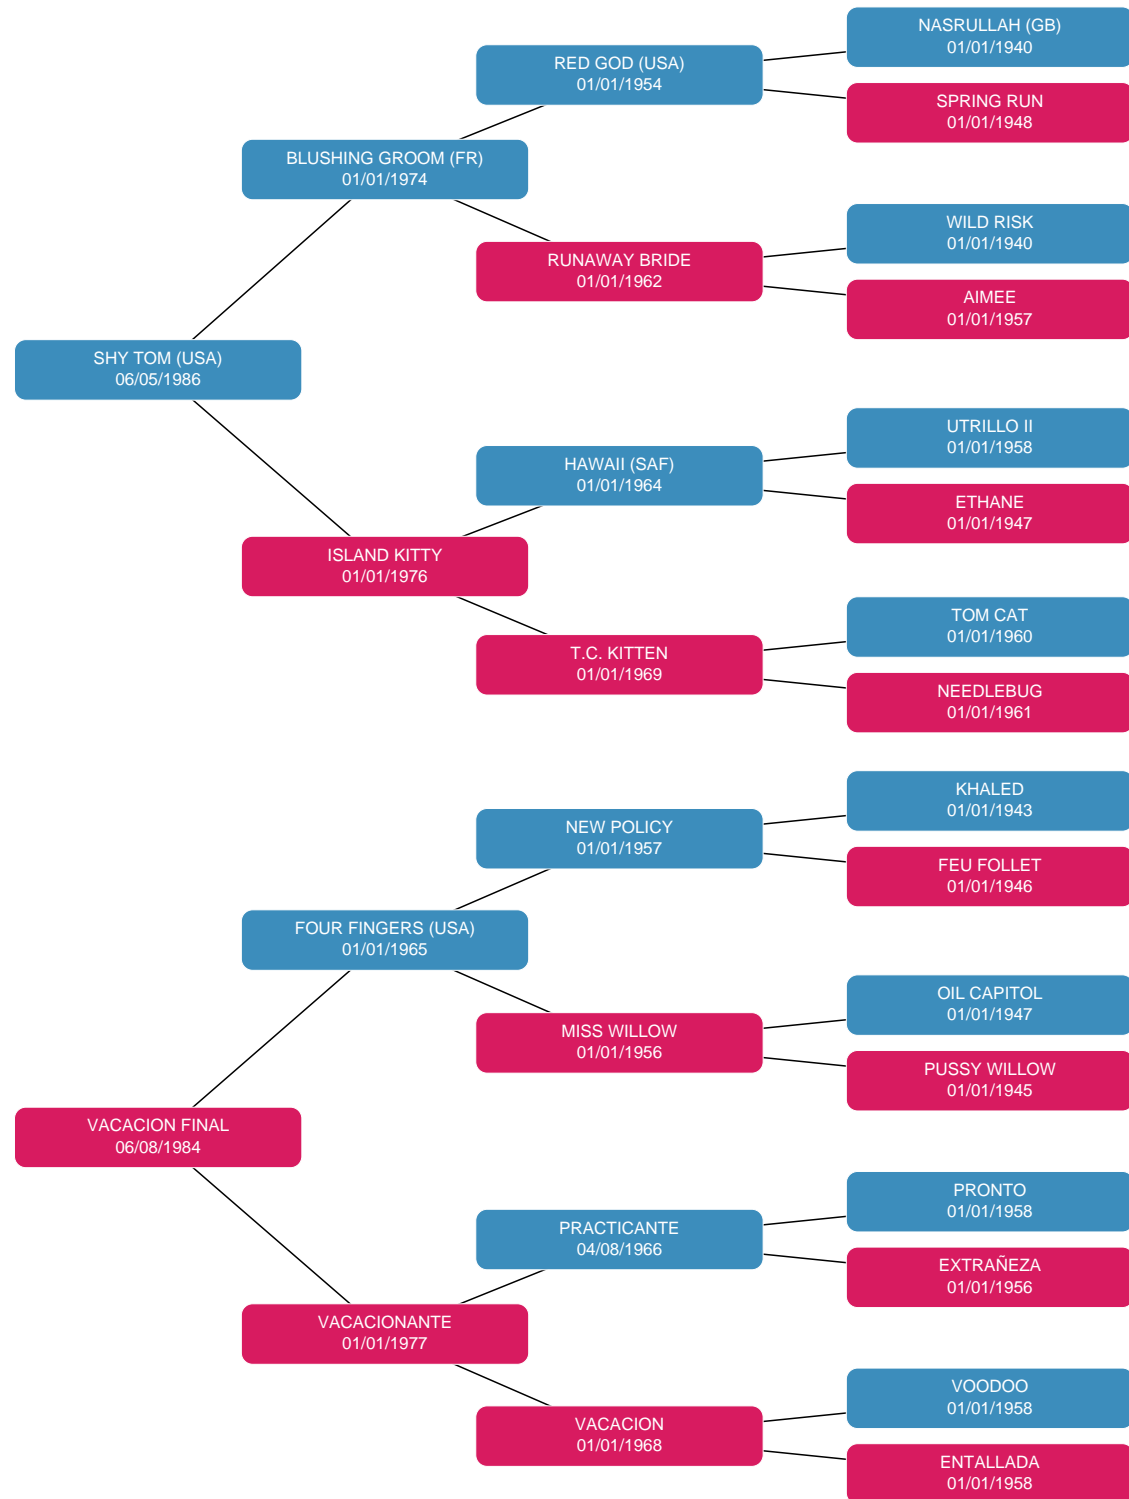 NASRULLAH (GB)
01/01/1940
RED GOD (USA)
01/01/1954
SPRING RUN
01/01/1948
BLUSHING GROOM (FR)
01/01/1974
WILD RISK
01/01/1940
RUNAWAY BRIDE
01/01/1962
AIMEE
01/01/1957
SHY TOM (USA)
06/05/1986
UTRILLO II
01/01/1958
HAWAII (SAF)
01/01/1964
ETHANE
01/01/1947
ISLAND KITTY
01/01/1976
TOM CAT
01/01/1960
T.C. KITTEN
01/01/1969
NEEDLEBUG
01/01/1961
KHALED
01/01/1943
NEW POLICY
01/01/1957
FEU FOLLET
01/01/1946
FOUR FINGERS (USA)
01/01/1965
OIL CAPITOL
01/01/1947
MISS WILLOW
01/01/1956
PUSSY WILLOW
01/01/1945
VACACION FINAL
06/08/1984
PRONTO
01/01/1958
PRACTICANTE
04/08/1966
EXTRAÑEZA
01/01/1956
VACACIONANTE
01/01/1977
VOODOO
01/01/1958
VACACION
01/01/1968
ENTALLADA
01/01/1958